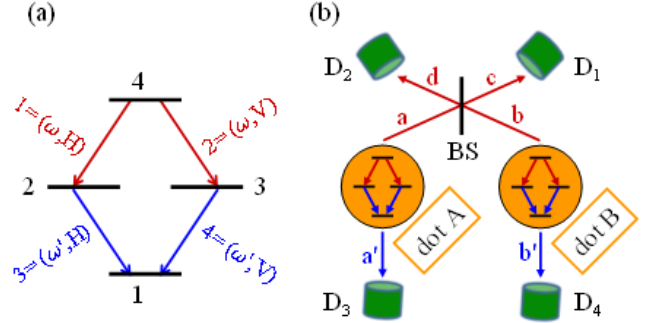 (a)
4
1=(ω,H)
2=(ω,V)
2
3
3=(ω',H)
4=(ω',V)
1
(b)
D₂
D₁
d
c
a
b
BS
dot A
dot B
a'
b'
D₃
D₄